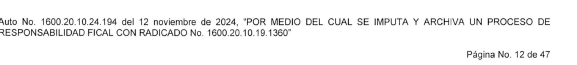 Auto No. 1600.20.10.24.194 del 12 noviembre de 2024, "POR MEDIO DEL CUAL SE IMPUTA Y ARCHIVA UN PROCESO DE
RESPONSABILIDAD FICAL CON RADICADO No. 1600.20.10.19.1360"
Página No. 12 de 47